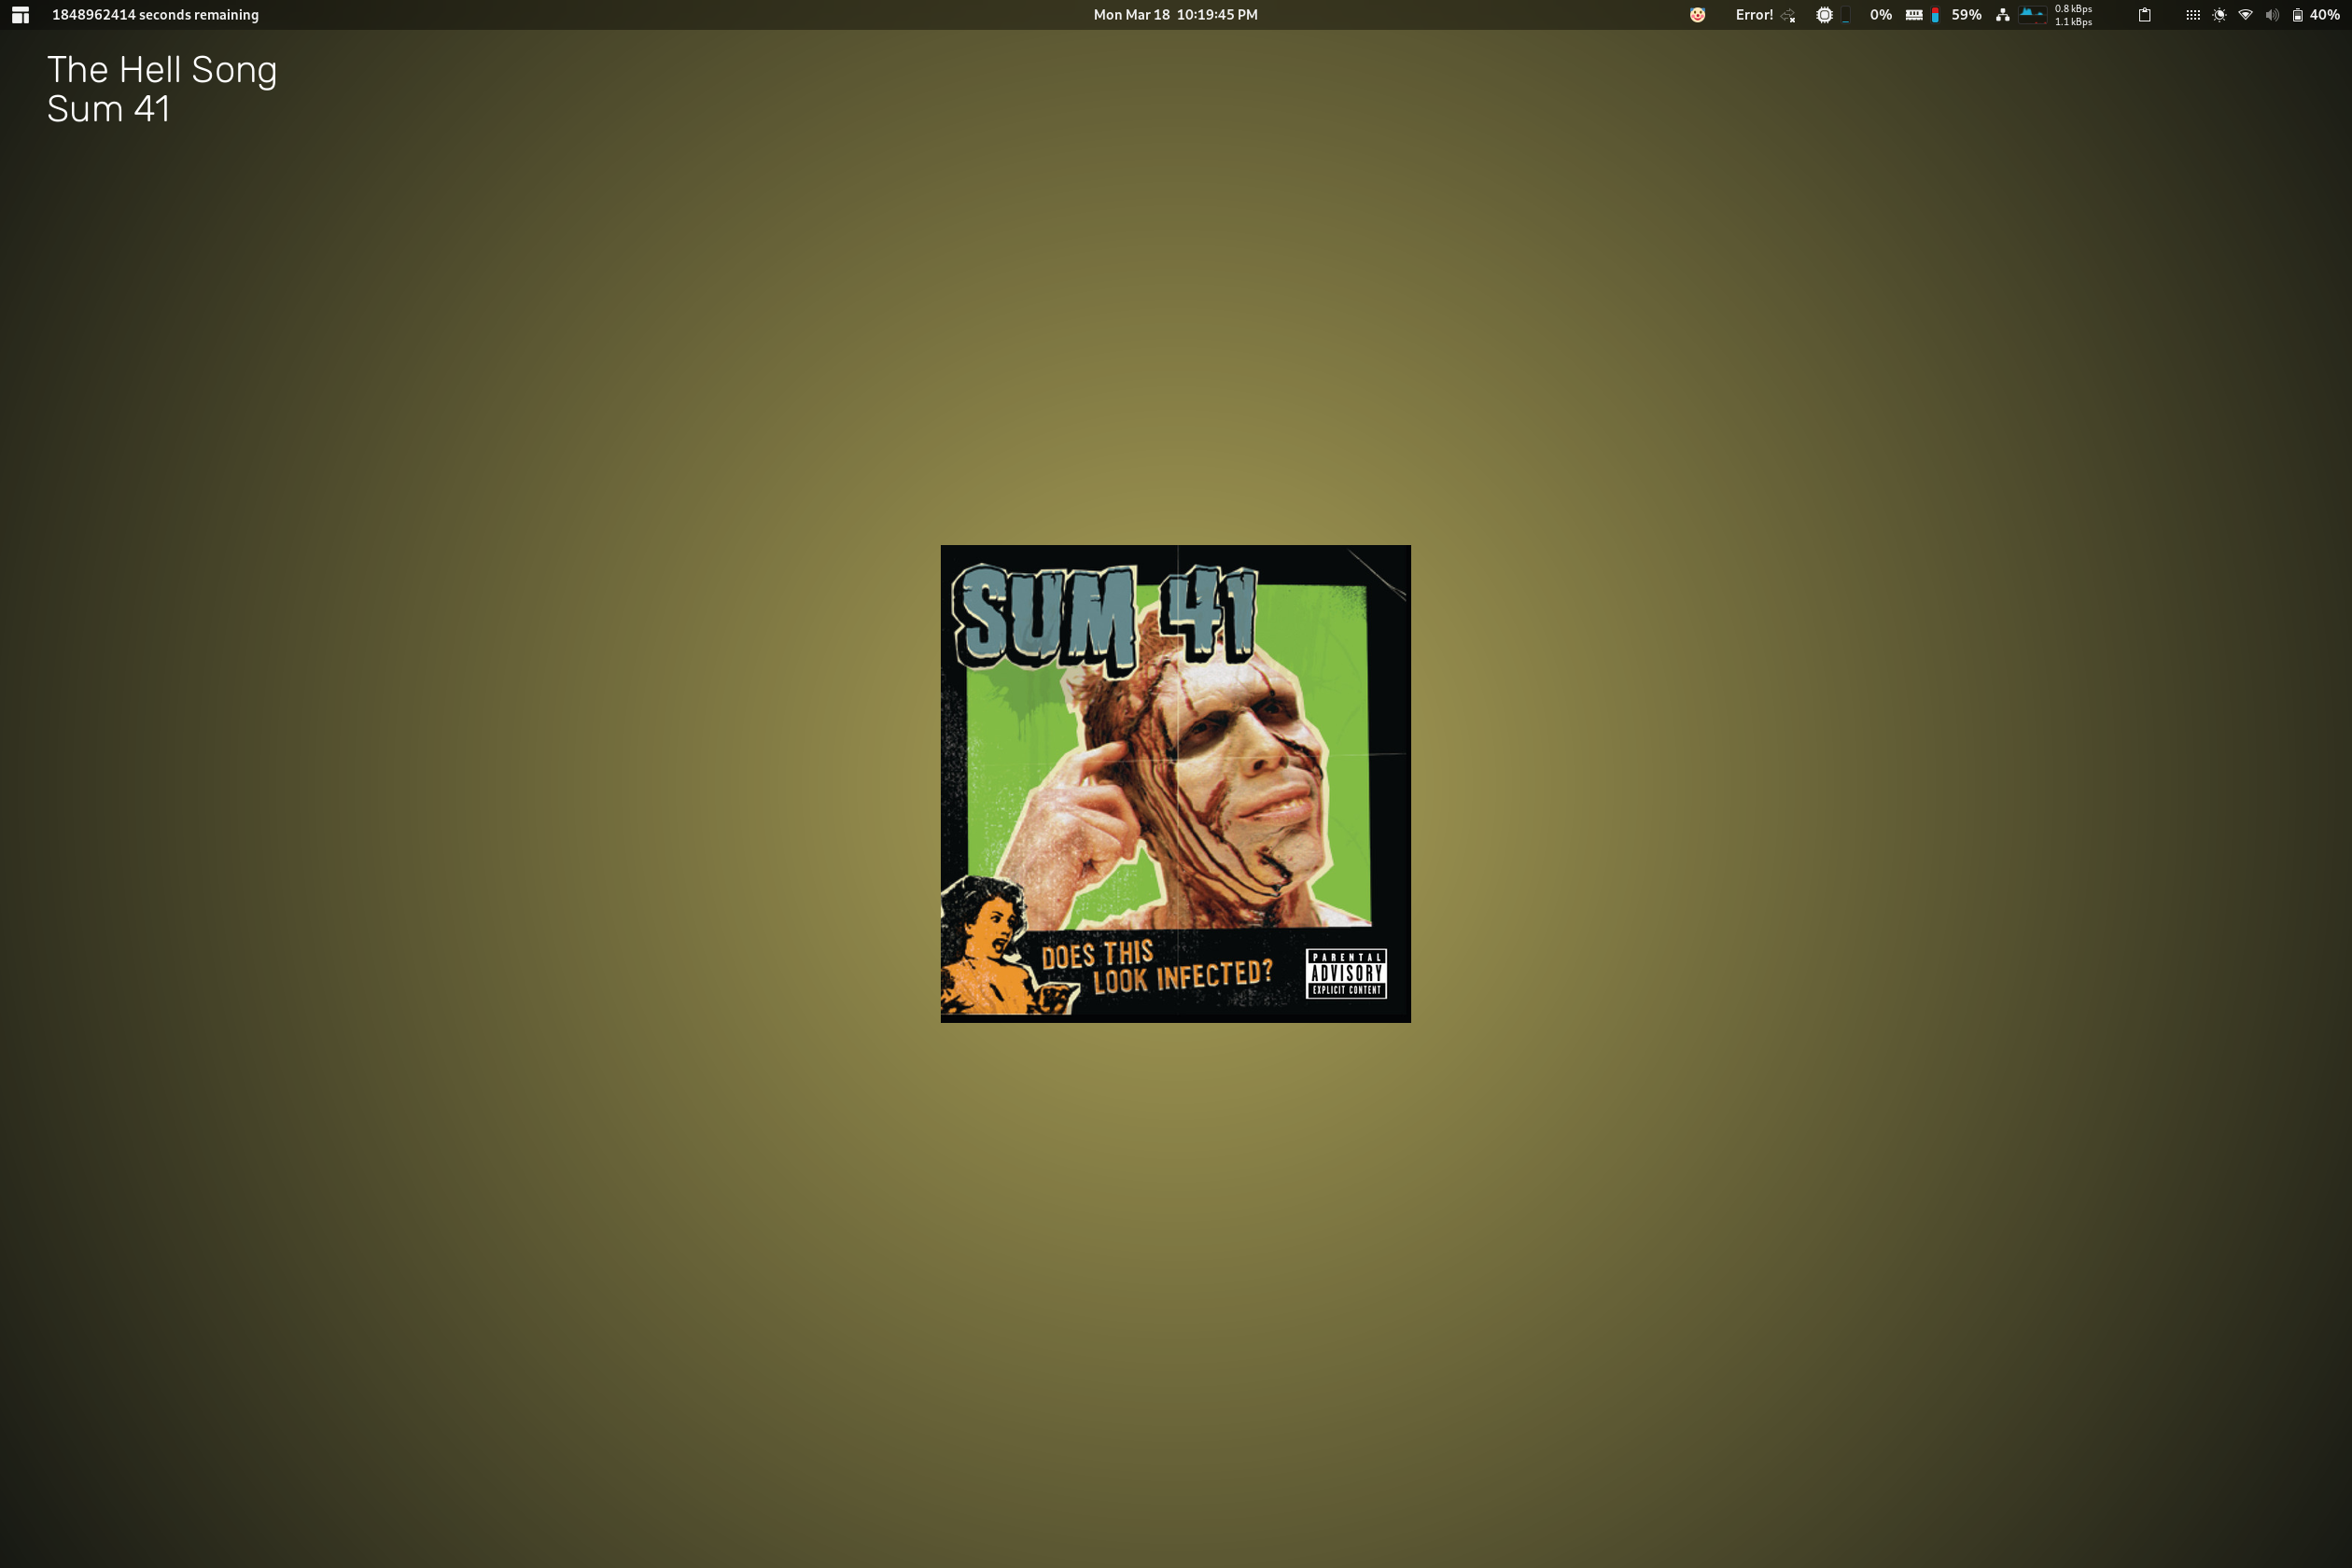 1848962414 seconds remaining
Mon Mar 18 10:19:45 PM
Error!
0%
59%
0.8 kBps
1.1 kBps
40%
The Hell Song
Sum 41
SUM 41
DOES THIS
LOOK INFECTED?
PARENTAL
ADVISORY
EXPLICIT CONTENT